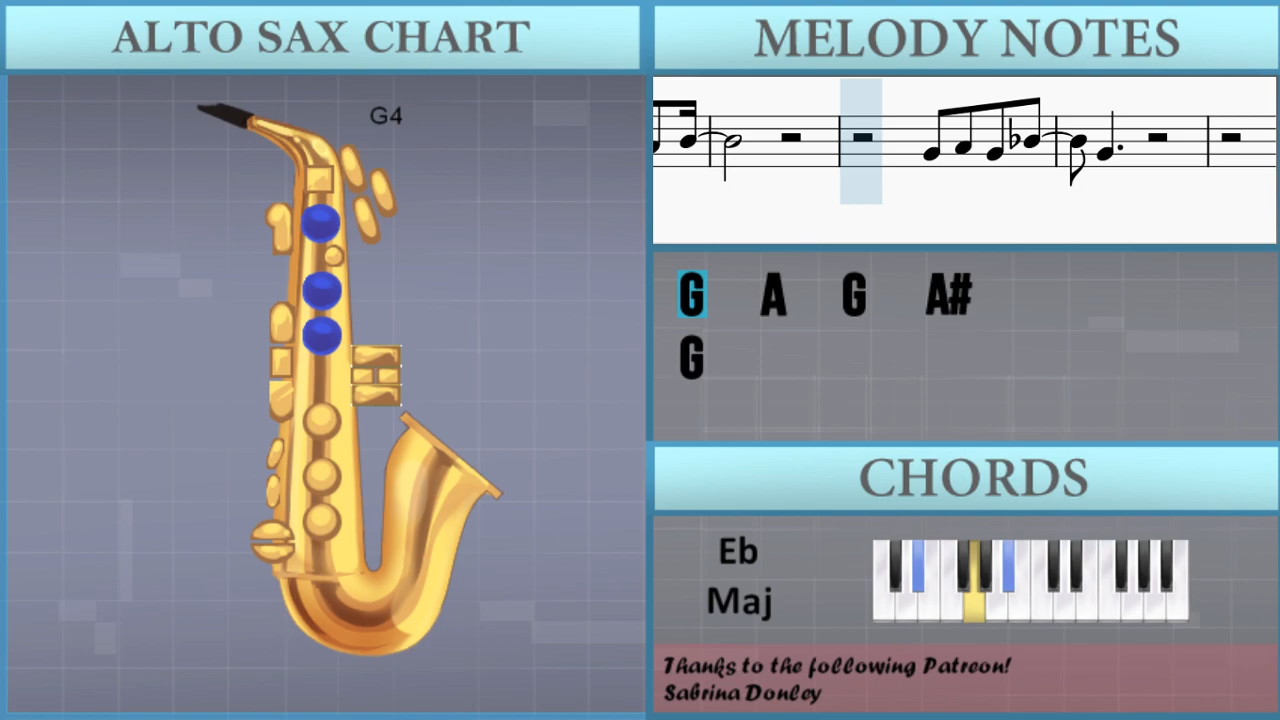 ALTO SAX CHART
G4
MELODY NOTES
G A G A#
G
CHORDS
Eb
Maj
Thanks to the following Patreon!
Sabrina Donley